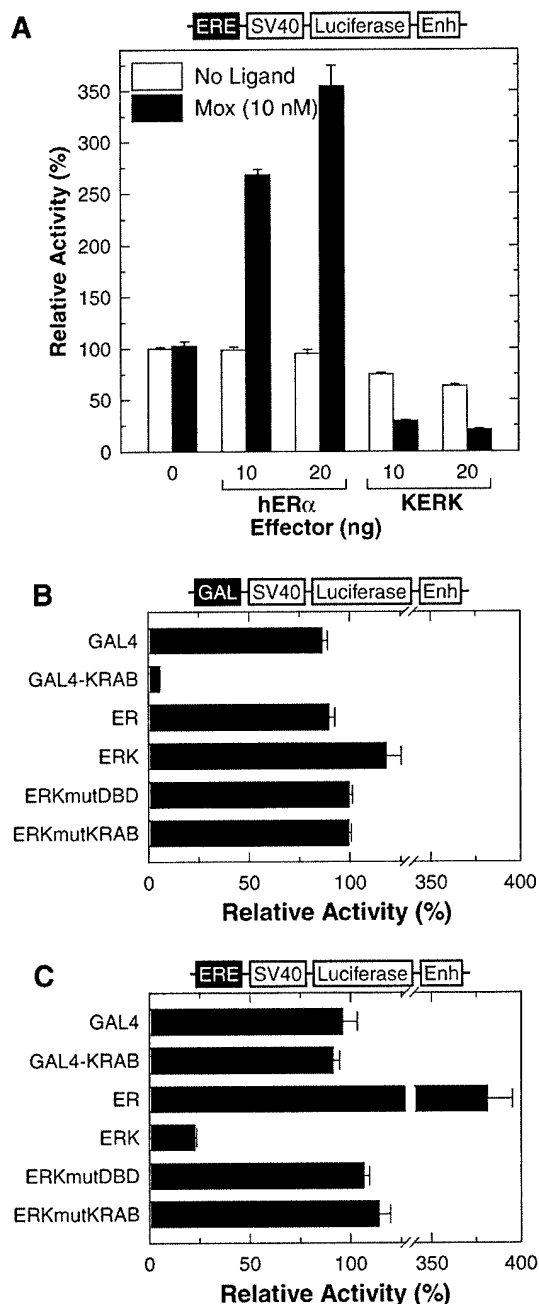 A
ERE SV40 Luciferase Enh
No Ligand
Mox (10 nM)
Relative Activity (%)
350
300
250
200
150
100
50
0
0 10 20 10 20
hERα KERK
Effector (ng)
B
GAL SV40 Luciferase Enh
GAL4
GAL4-KRAB
ER
ERK
ERKmutDBD
ERKmutKRAB
0 50 100 350 400
Relative Activity (%)
C
ERE SV40 Luciferase Enh
GAL4
GAL4-KRAB
ER
ERK
ERKmutDBD
ERKmutKRAB
0 50 100 350 400
Relative Activity (%)